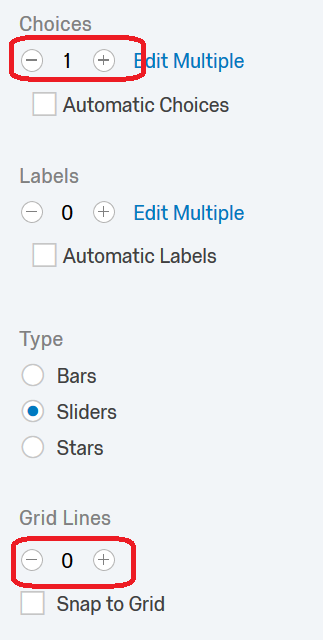 Choices
1 Edit Multiple
Automatic Choices
Labels
0 Edit Multiple
Automatic Labels
Type
Bars
Sliders
Stars
Grid Lines
0
Snap to Grid